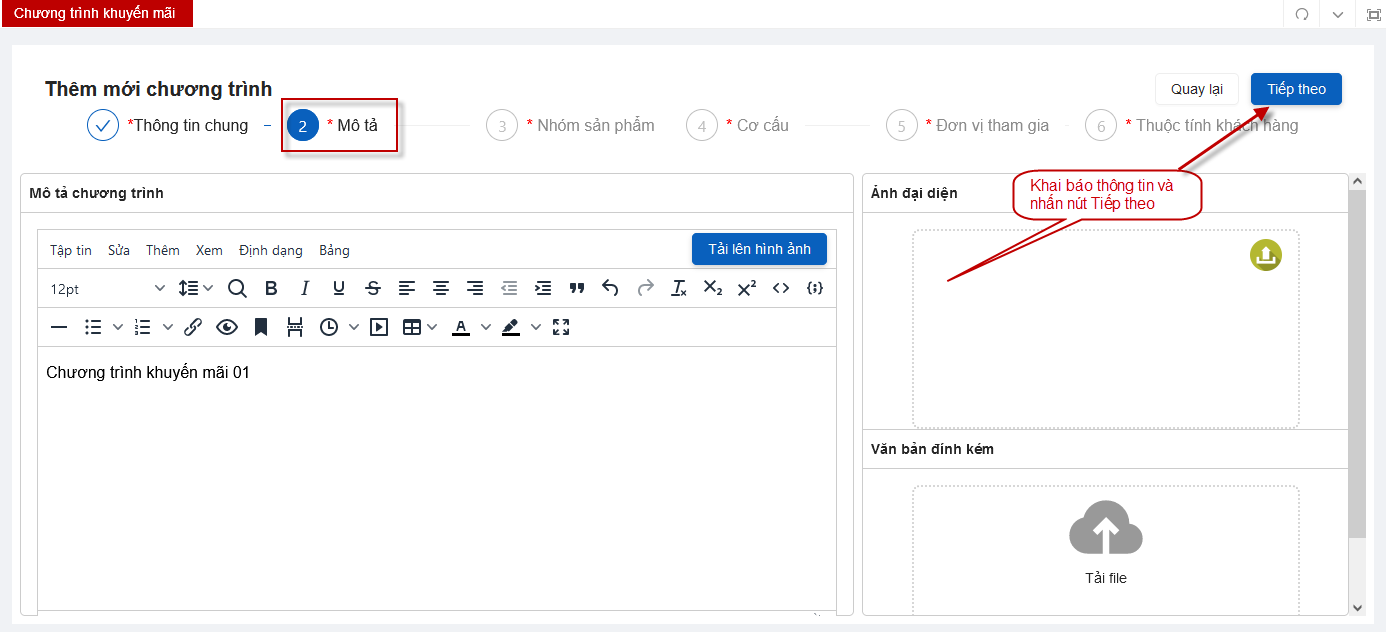 Chương trình khuyến mãi
Thêm mới chương trình
Quay lại
Tiếp theo
*Thông tin chung
2 * Mô tả
3 * Nhóm sản phẩm
4 * Cơ cấu
5 * Đơn vị tham gia
6 * Thuộc tính khách hàng
Khai báo thông tin và
nhấn nút Tiếp theo
Mô tả chương trình
Tập tin Sửa Thêm Xem Định dạng Bảng
Tải lên hình ảnh
12pt
Chương trình khuyến mãi 01
Ảnh đại diện
Văn bản đính kém
Tải file